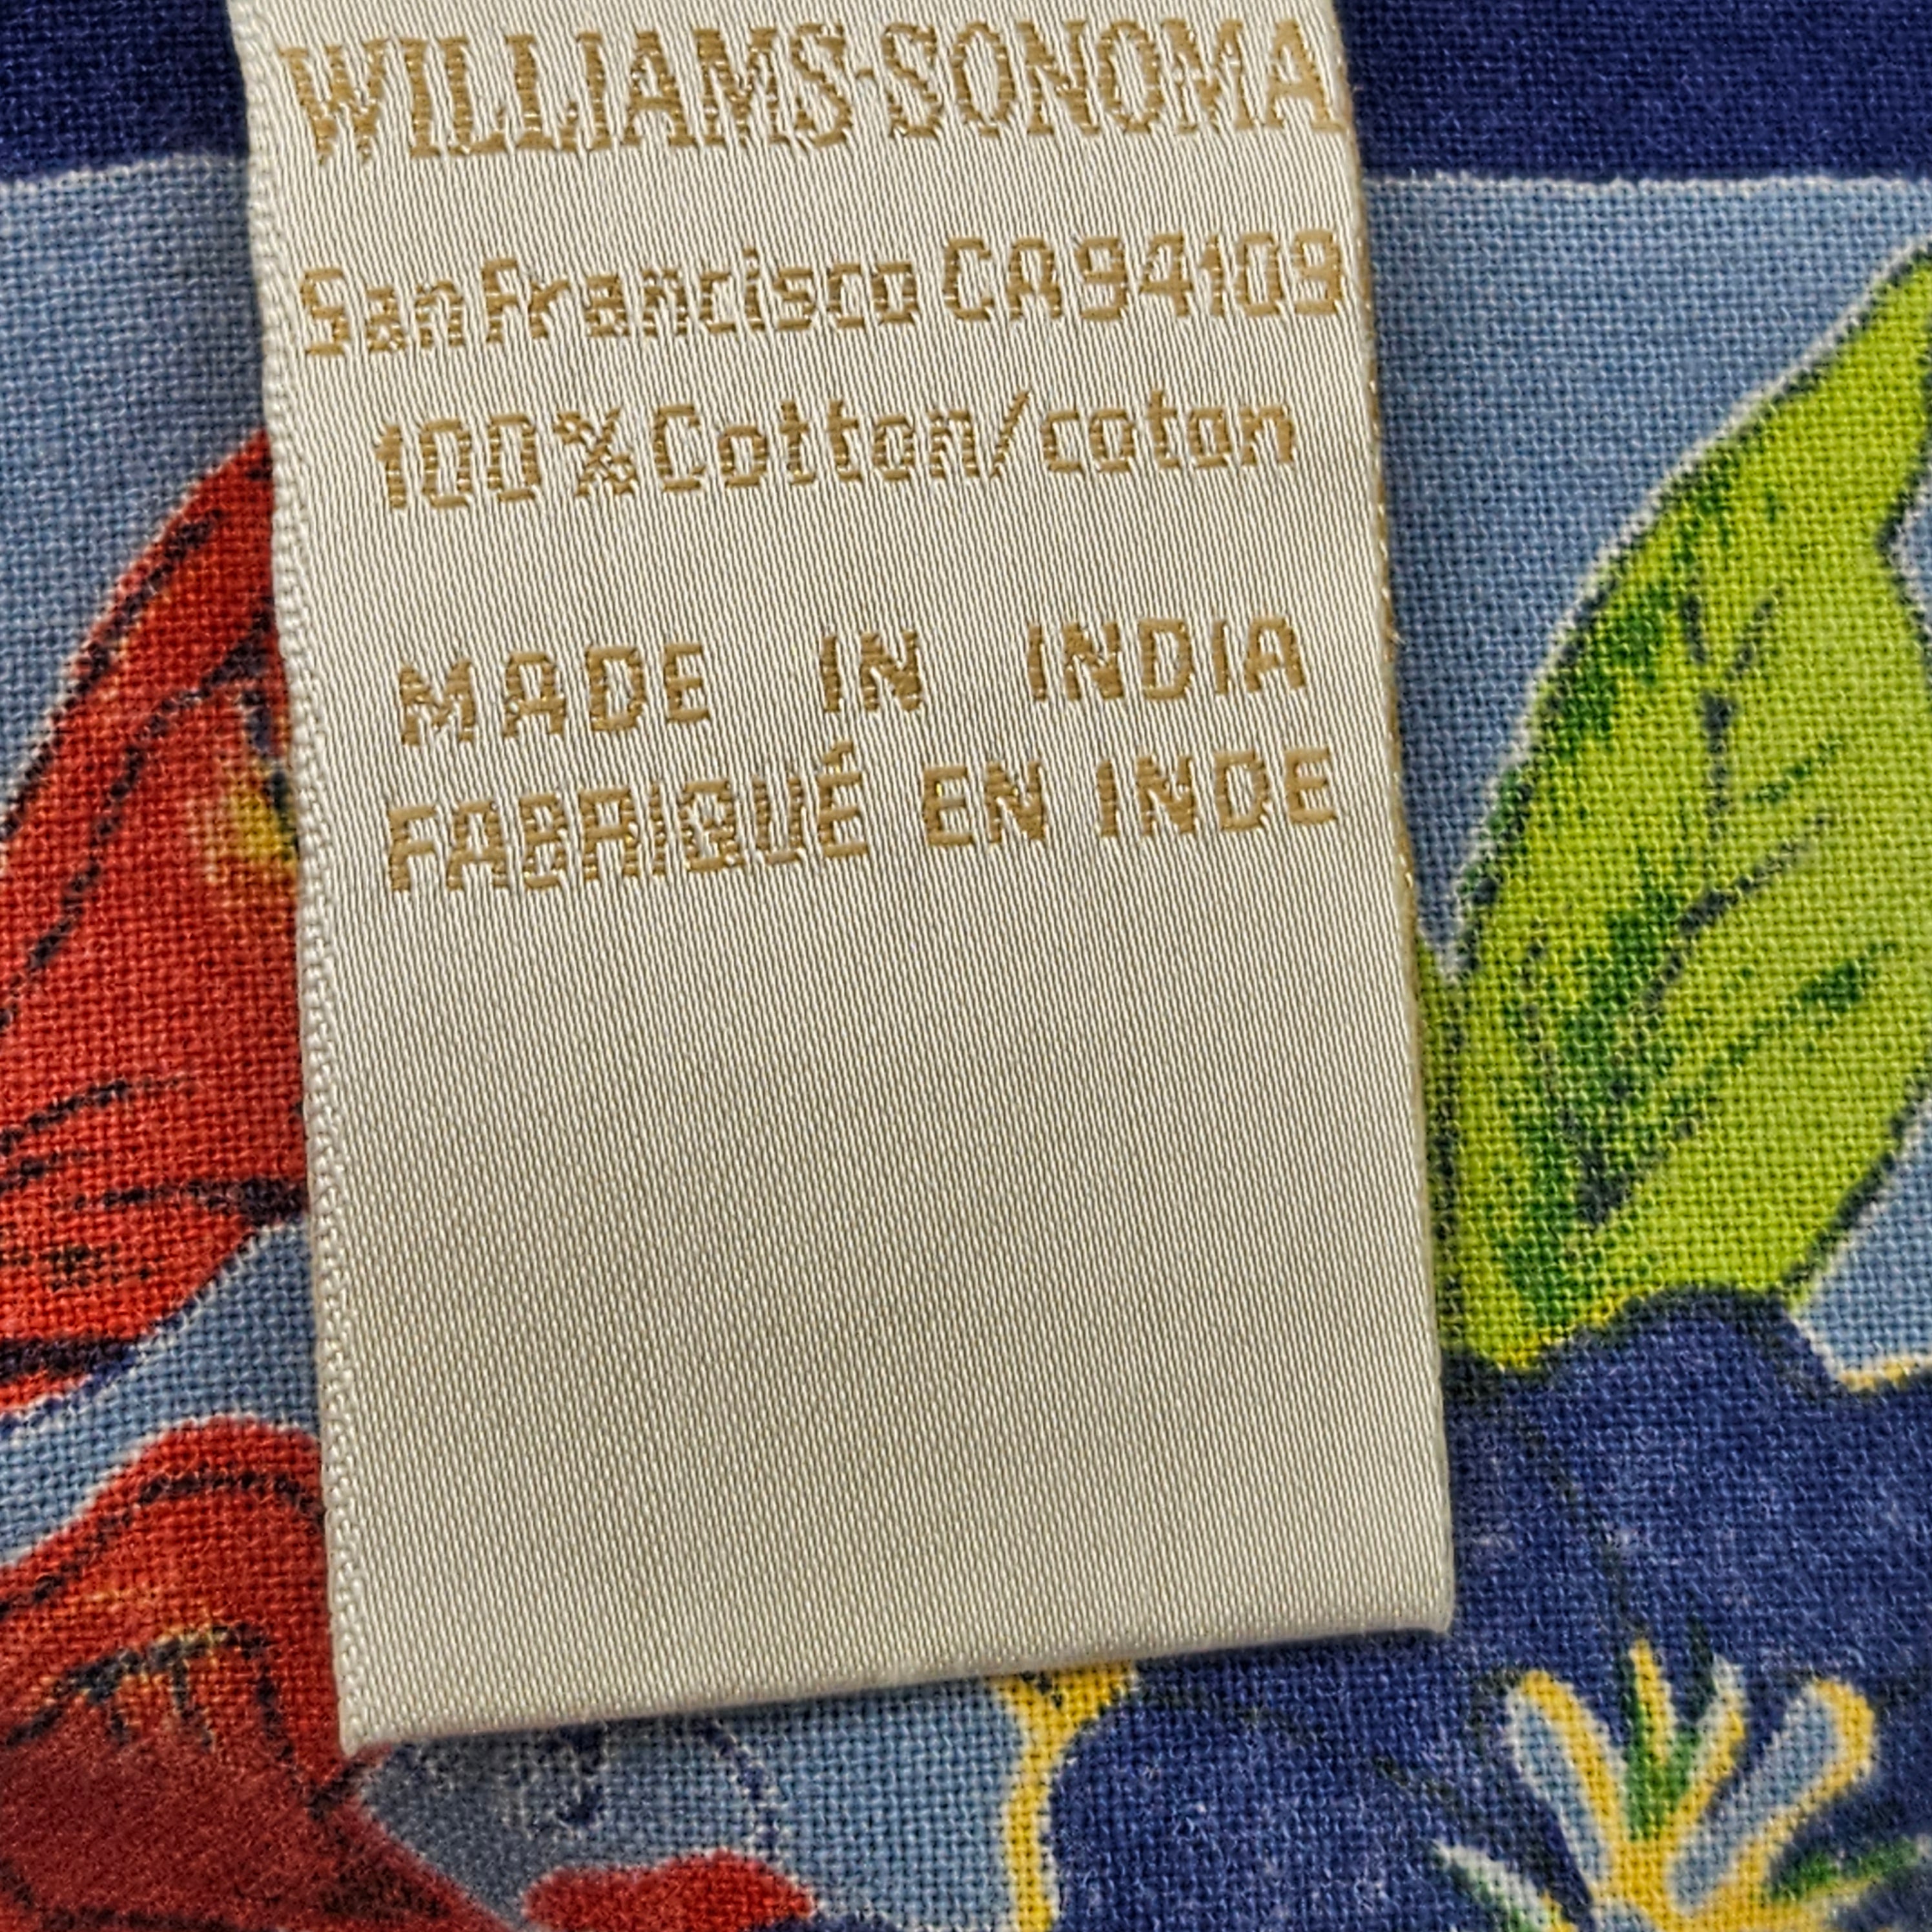 WILLIAMS-SONOMA
San Francisco CA 94109
100% Cotton/coton
MADE IN INDIA
FABRIQUÉ EN INDE